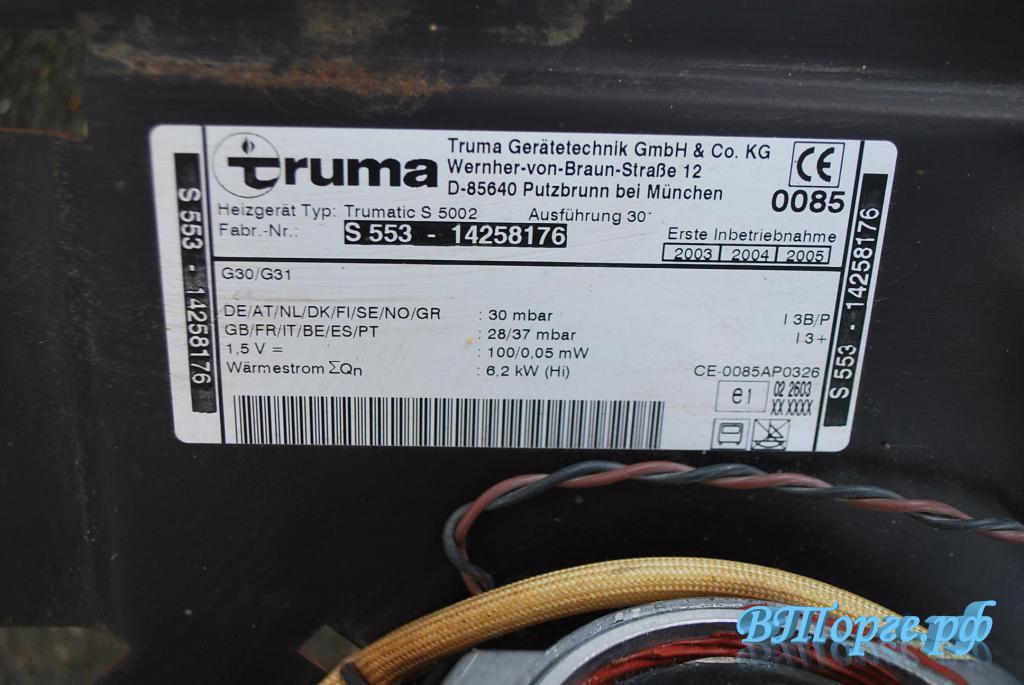 truma
Truma Gerätetechnik GmbH & Co. KG
Wernher-von-Braun-Straße 12
D-85640 Putzbrunn bei München
CE
0085
Heizgerät Typ: Trumatic S 5002 Ausführung 30
Fabr.-Nr.: S 553 - 14258176
Erste Inbetriebnahme
2003 2004 2005
S 553 - 14258176
S 553 - 14258176
G30/G31
DE/AT/NL/DK/FI/SE/NO/GR : 30 mbar I 3B/P
GB/FR/IT/BE/ES/PT : 28/37 mbar I 3+
1,5 V = : 100/0,05 mW
Wärmestrom ΣQn : 6,2 kW (Hi) CE-0085AP0326
e1 02 2603
XX XXXX
ВТорге.рф